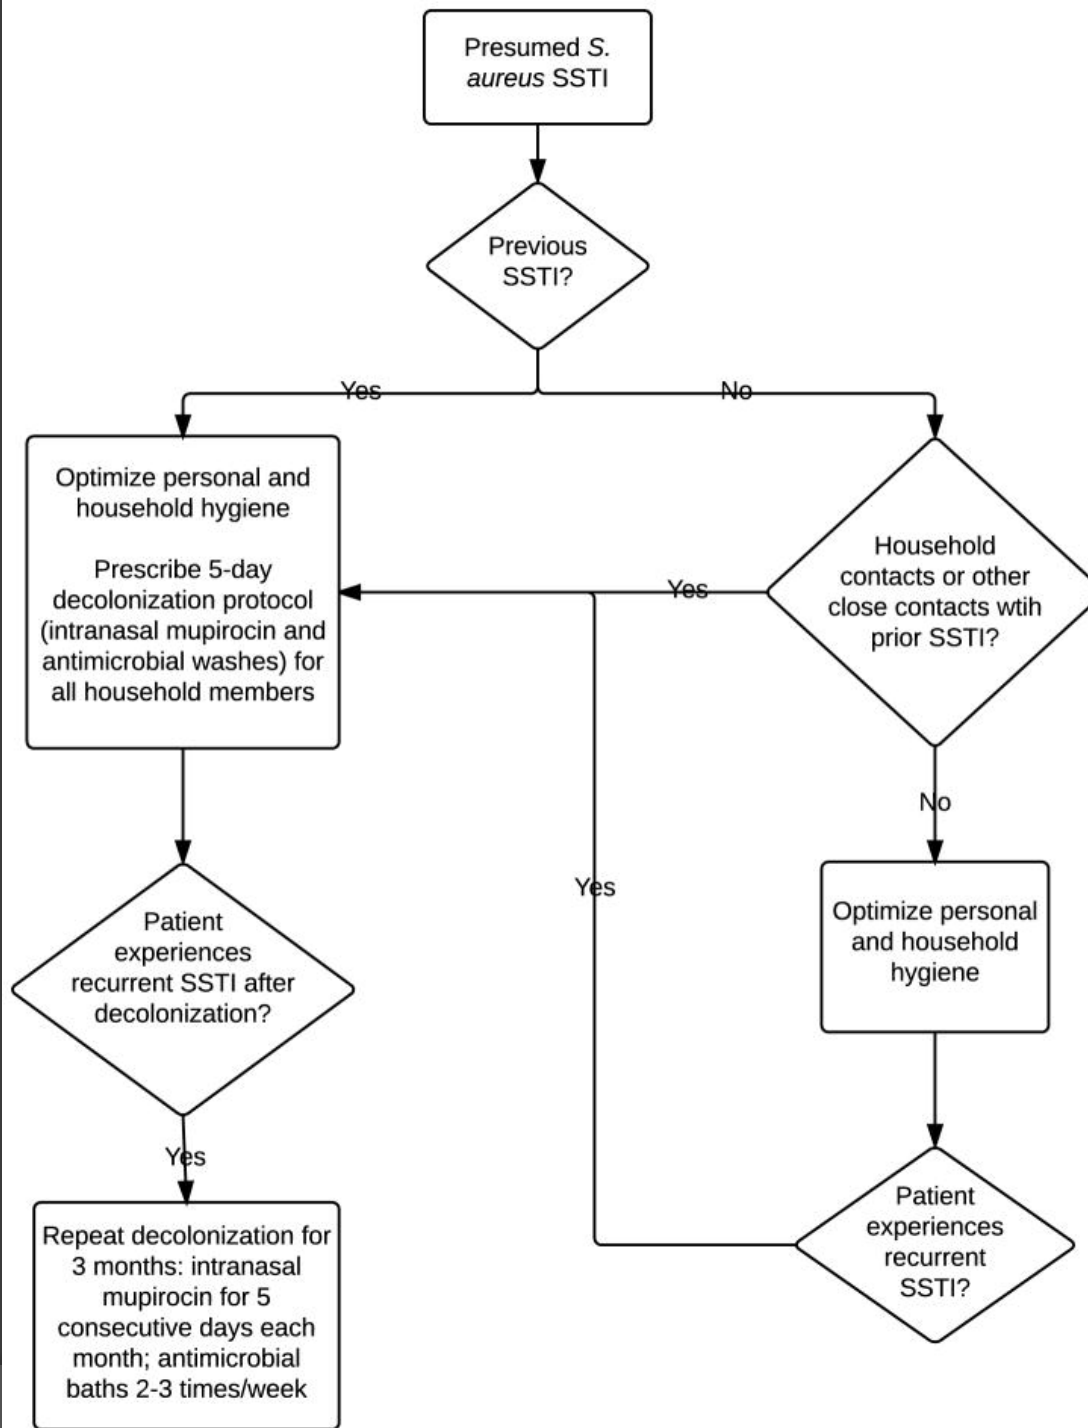 Presumed S.
aureus SSTI
Previous
SSTI?
Yes
No
Optimize personal and
household hygiene
Prescribe 5-day
decolonization protocol
(intranasal mupirocin and
antimicrobial washes) for
all household members
Yes
Household
contacts or other
close contacts wtih
prior SSTI?
No
Yes
Optimize personal
and household
hygiene
Patient
experiences
recurrent SSTI after
decolonization?
Yes
Patient
experiences
recurrent
SSTI?
Repeat decolonization for
3 months: intranasal
mupirocin for 5
consecutive days each
month; antimicrobial
baths 2-3 times/week